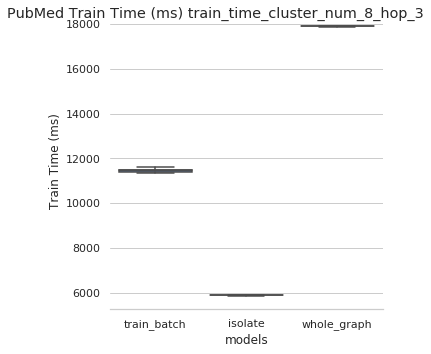 PubMed Train Time (ms) train_time_cluster_num_8_hop_3
18000
16000
14000
12000
10000
8000
6000
Train Time (ms)
train_batch isolate whole_graph
models